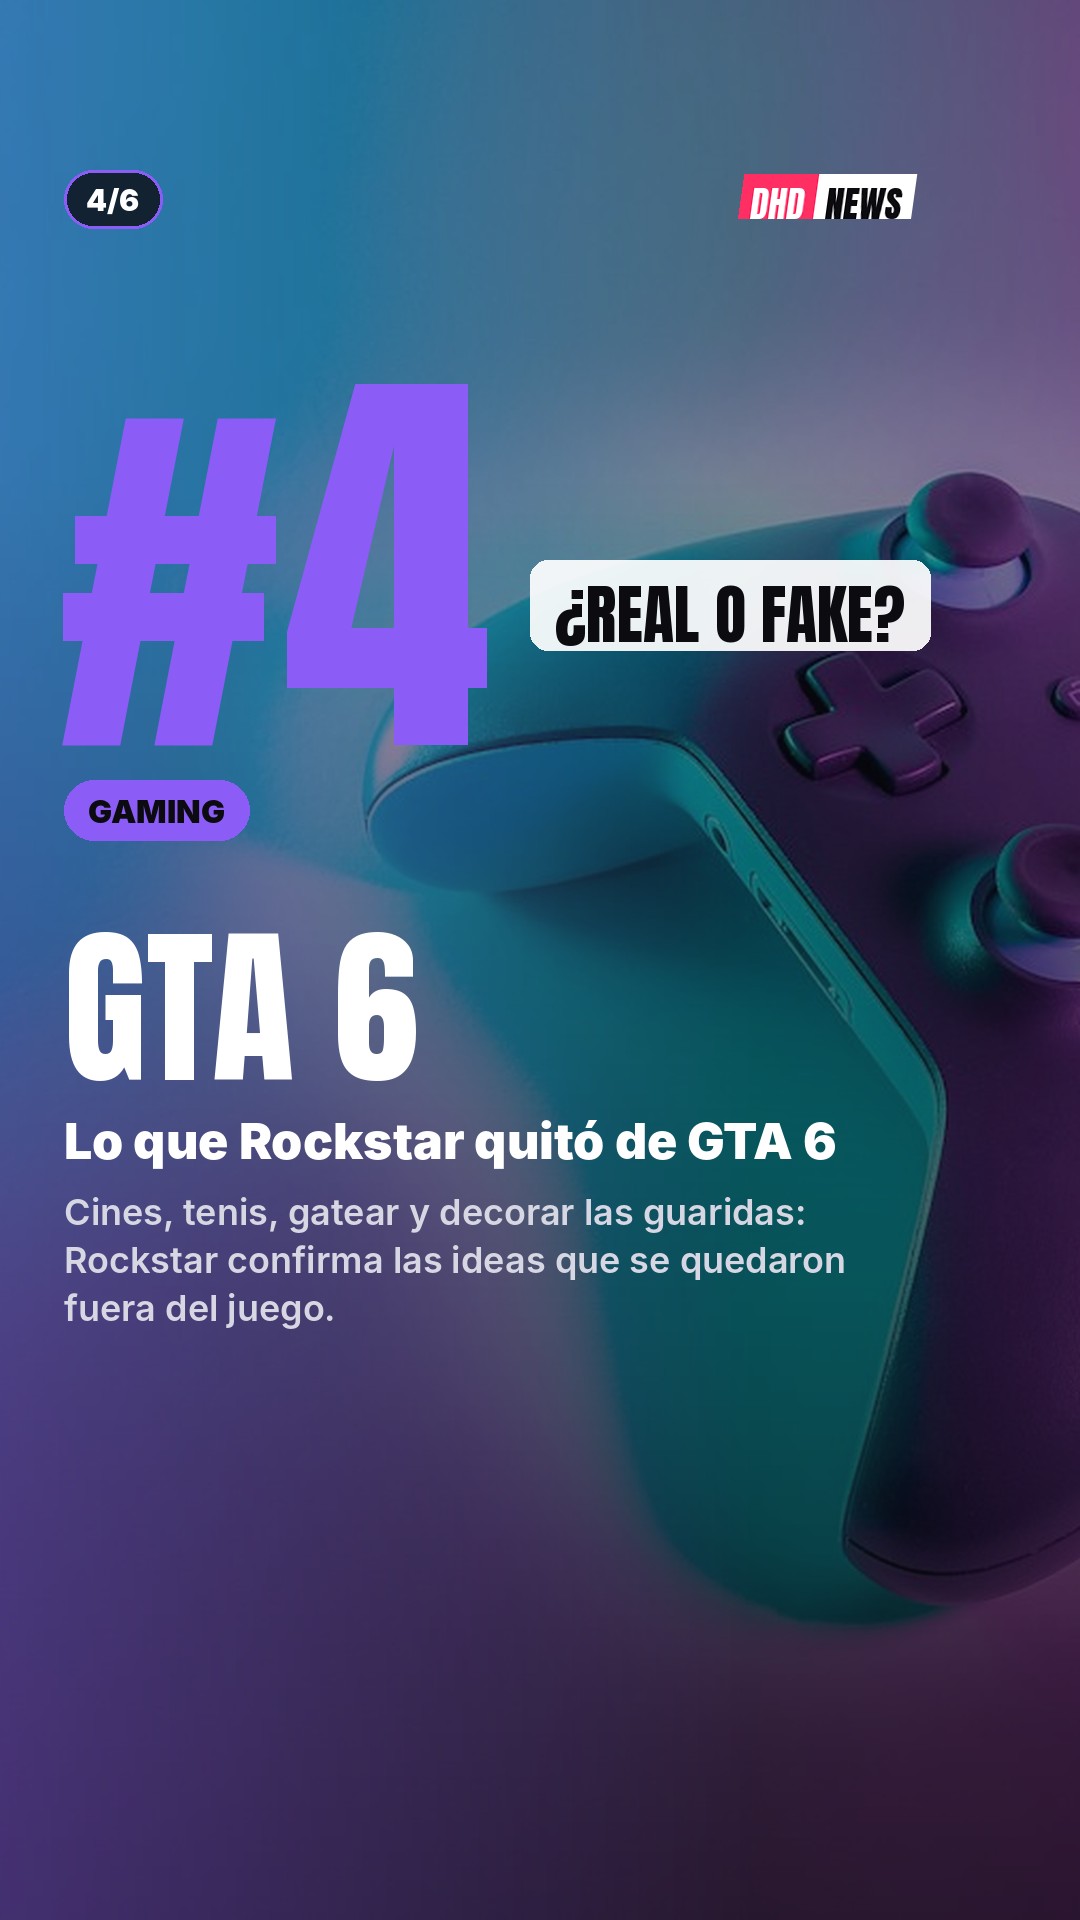 4/6
DHD NEWS
#4
¿REAL O FAKE?
GAMING
GTA 6
Lo que Rockstar quitó de GTA 6
Cines, tenis, gatear y decorar las guaridas:
Rockstar confirma las ideas que se quedaron
fuera del juego.